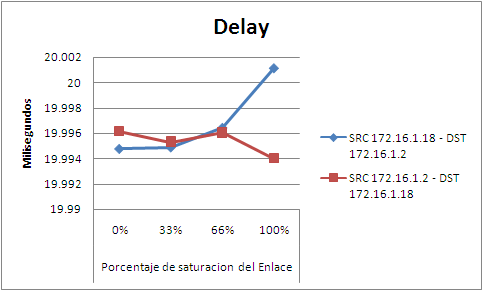 Delay
Milisegundos
20.002
20
19.998
19.996
19.994
19.992
19.99
0% 33% 66% 100%
Porcentaje de saturacion del Enlace
SRC 172.16.1.18 - DST
172.16.1.2
SRC 172.16.1.2 - DST
172.16.1.18